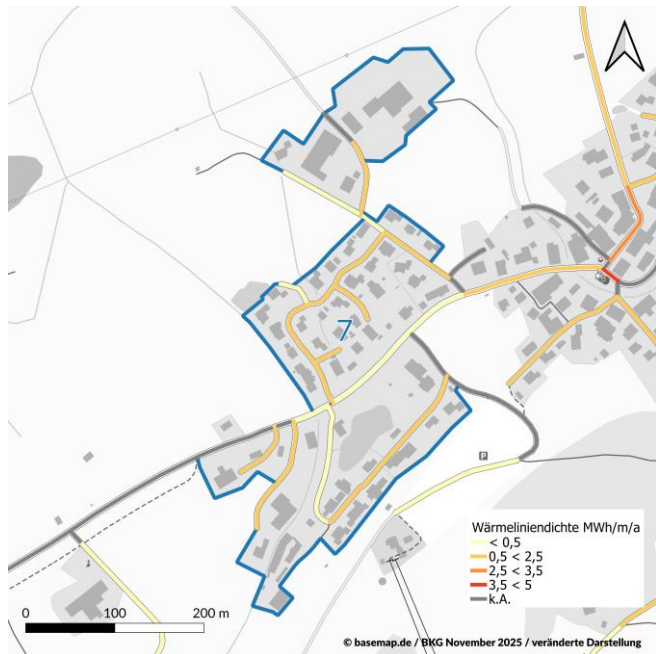 7
P
Wärmeliniendichte MWh/m/a
< 0,5
0,5 < 2,5
2,5 < 3,5
3,5 < 5
k.A.
0 100 200 m
© basemap.de / BKG November 2025 / veränderte Darstellung